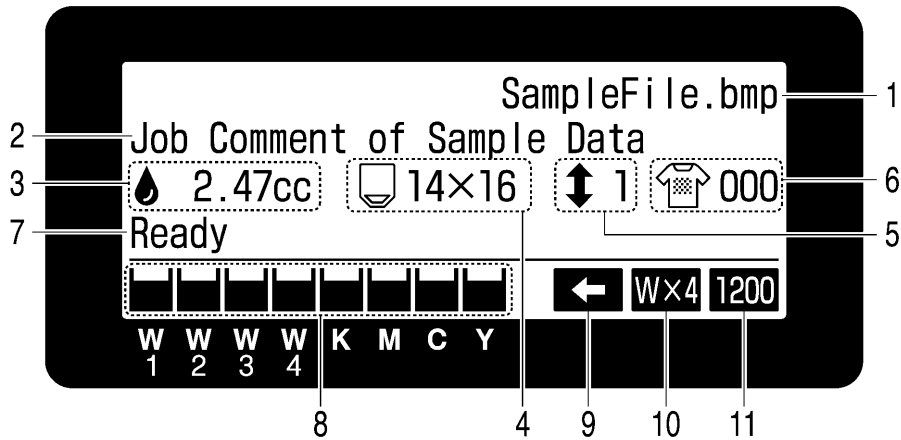 SampleFile.bmp 1
2 Job Comment of Sample Data
3 2.47cc 14×16 1 000 6
7 Ready 5
W×4 1200
W W W W K M C Y
1 2 3 4
8 4 9 10 11